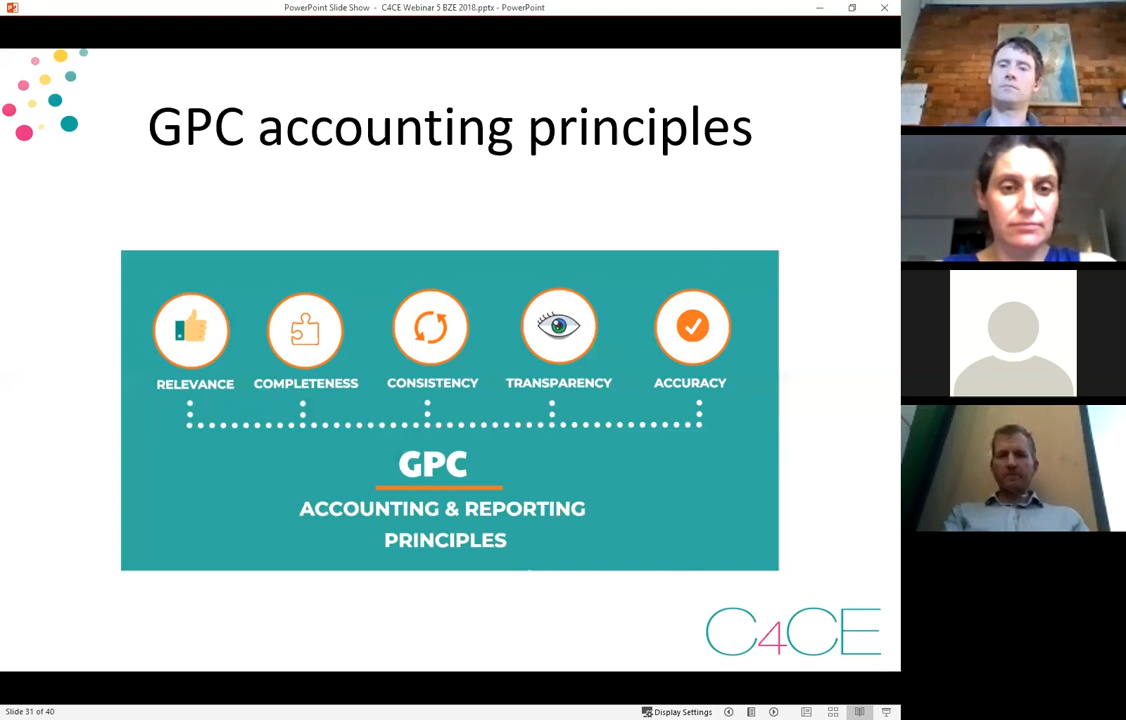 PowerPoint Slide Show - C4CE Webinar 5 BZE 2018.pptx - PowerPoint
GPC accounting principles
RELEVANCE COMPLETENESS CONSISTENCY TRANSPARENCY ACCURACY
GPC
ACCOUNTING & REPORTING
PRINCIPLES
C4CE
Slide 31 of 40
Display Settings